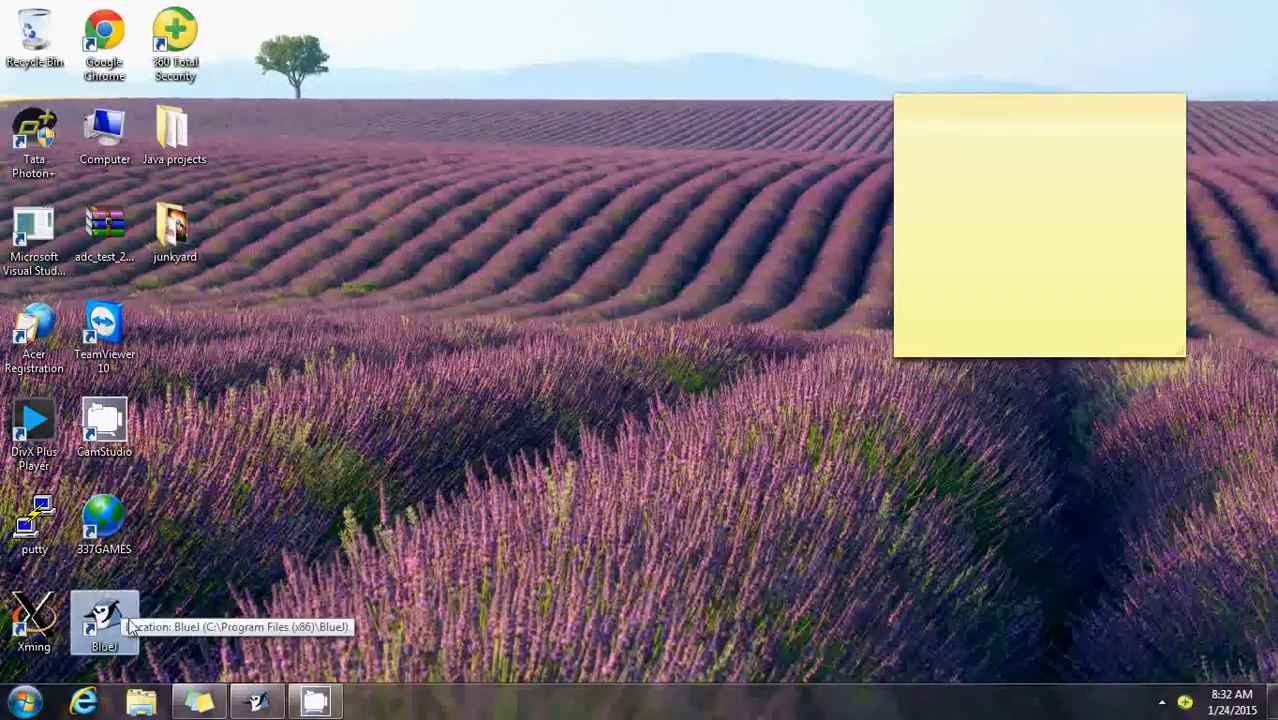 Recycle Bin
Google
Chrome
360 Total
Security
Tata
Photon+
Computer
Java projects
Microsoft
Visual Stud...
adc_test_2...
junkyard
Acer
Registration
TeamViewer
10
DivX Plus
Player
CamStudio
putty
337GAMES
Xming
BlueJ
Location: BlueJ (C:\Program Files (x86)\BlueJ)
8:32 AM
1/24/2015